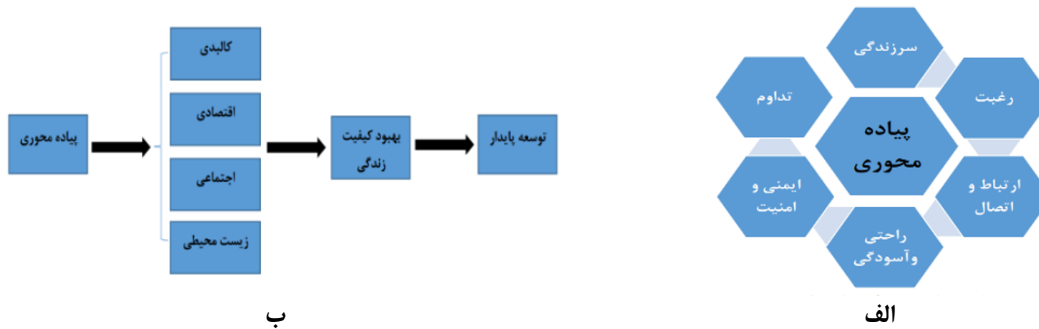 سرزندگی
رغبت
ارتباط و
اتصال
راحتی
وآسودگی
ایمنی و
امنیت
تداوم
پیاده
محوری
الف
پیاده محوری
کالبدی
اقتصادی
اجتماعی
زیست محیطی
بهبود کیفیت
زندگی
توسعه پایدار
ب